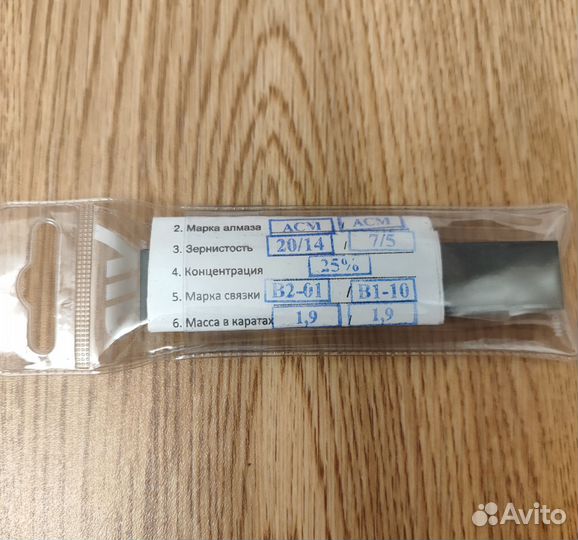 2. Марка алмаза АСМ / АСМ
3. Зернистость 20/14 / 7/5
4. Концентрация 25%
5. Марка связки В2-01 / В1-10
6. Масса в каратах 1,9 / 1,9
Avito